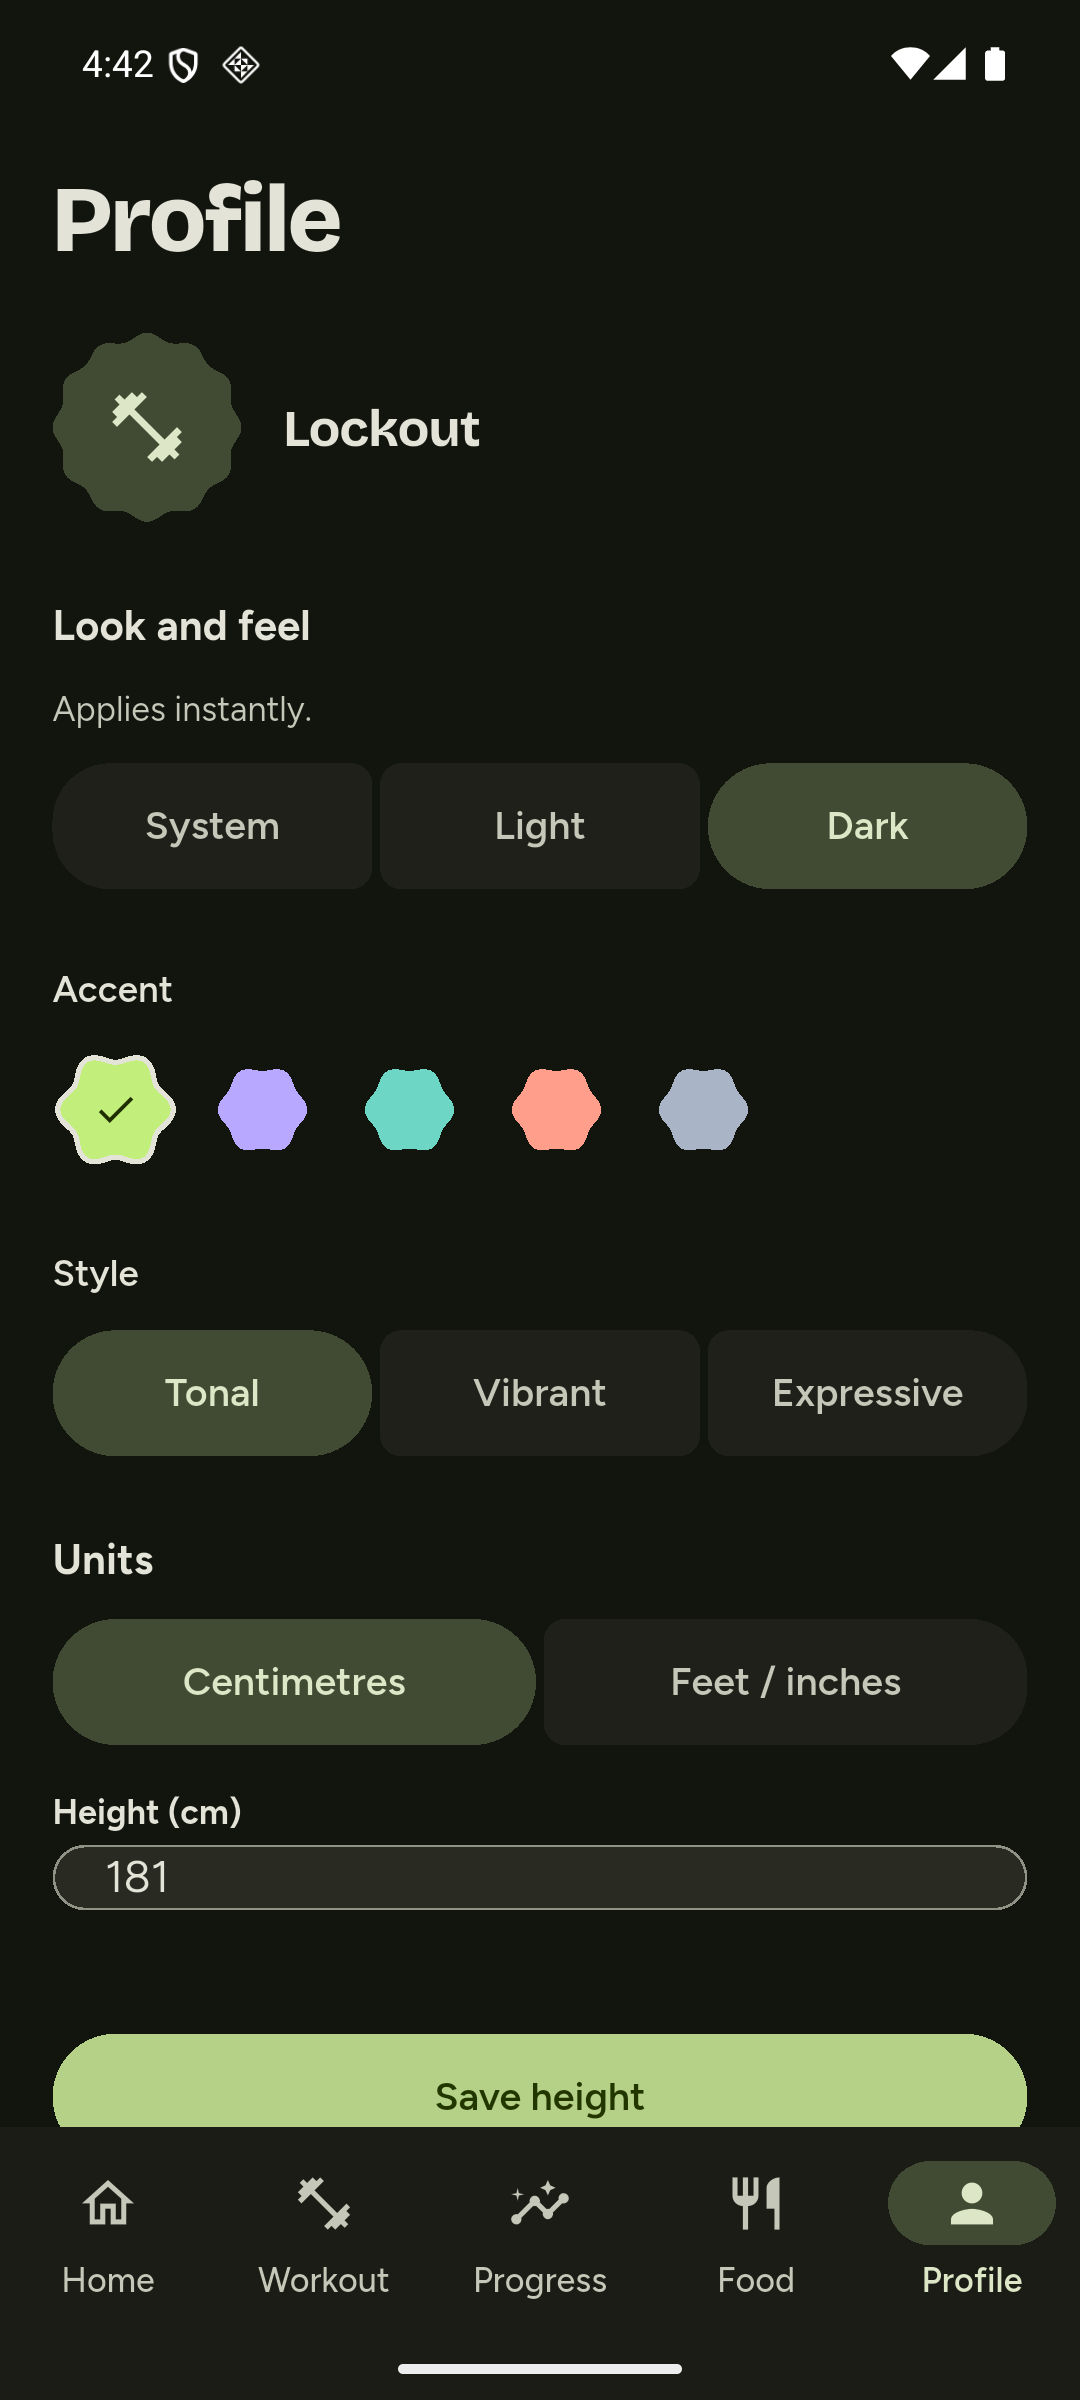 4:42
Profile
Lockout
Look and feel
Applies instantly.
System Light Dark
Accent
Style
Tonal Vibrant Expressive
Units
Centimetres Feet / inches
Height (cm)
181
Save height
Home Workout Progress Food Profile